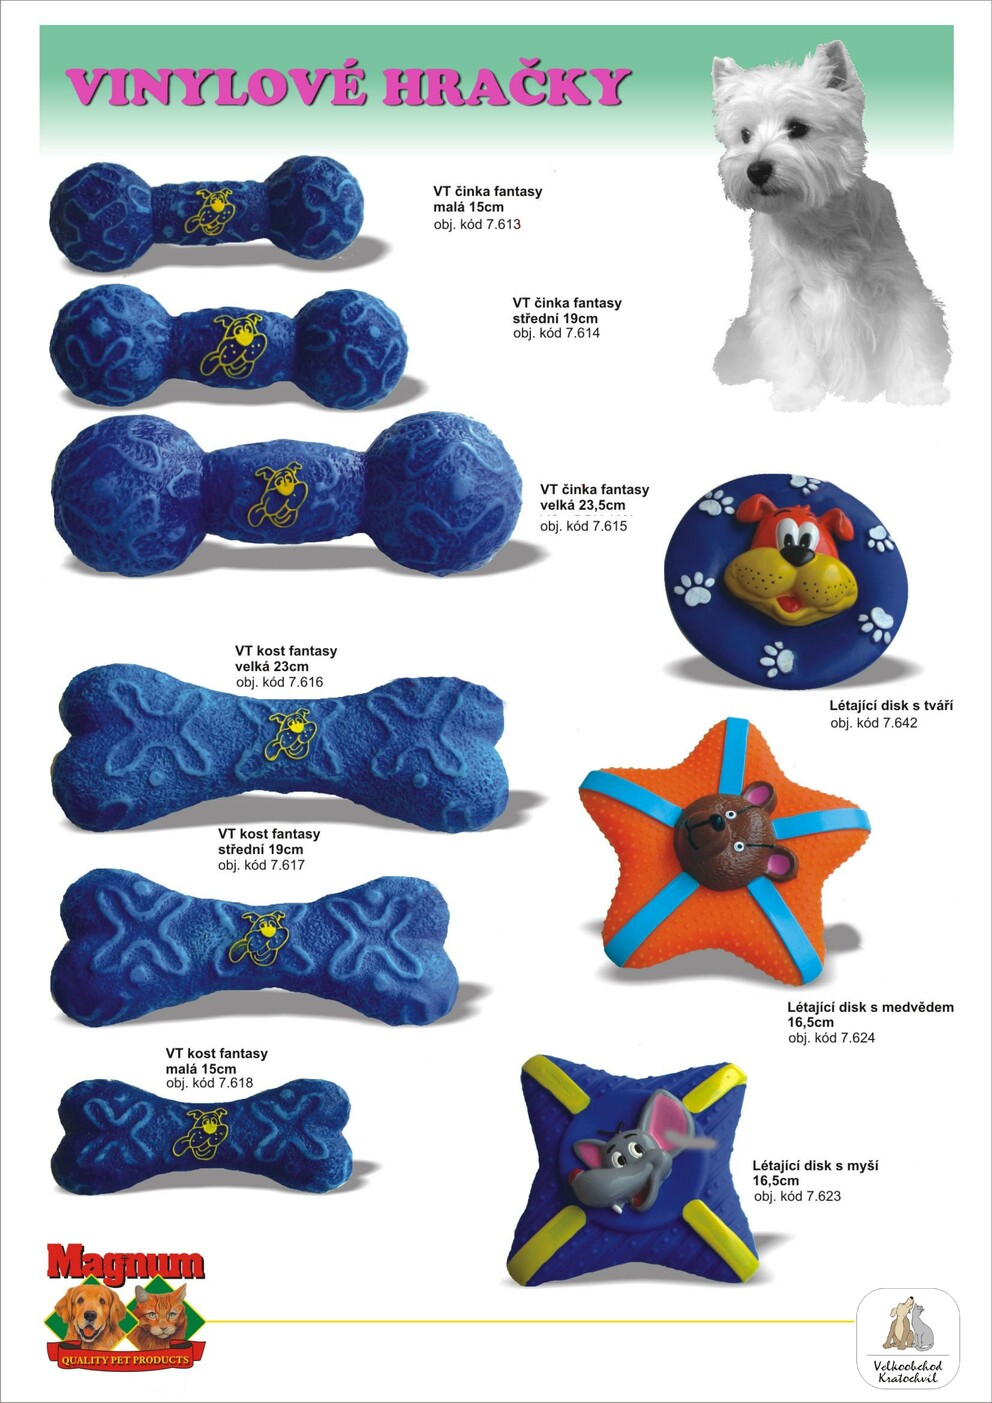 VINYLOVÉ HRAČKY
VT činka fantasy
malá 15cm
obj. kód 7.613
VT činka fantasy
střední 19cm
obj. kód 7.614
VT činka fantasy
velká 23,5cm
obj. kód 7.615
VT kost fantasy
velká 23cm
obj. kód 7.616
Létající disk s tváří
obj. kód 7.642
VT kost fantasy
střední 19cm
obj. kód 7.617
Létající disk s medvědem
16,5cm
obj. kód 7.624
VT kost fantasy
malá 15cm
obj. kód 7.618
Létající disk s myší
16,5cm
obj. kód 7.623
Magnum
QUALITY PET PRODUCTS
Velkoobchod
Kratochvíl